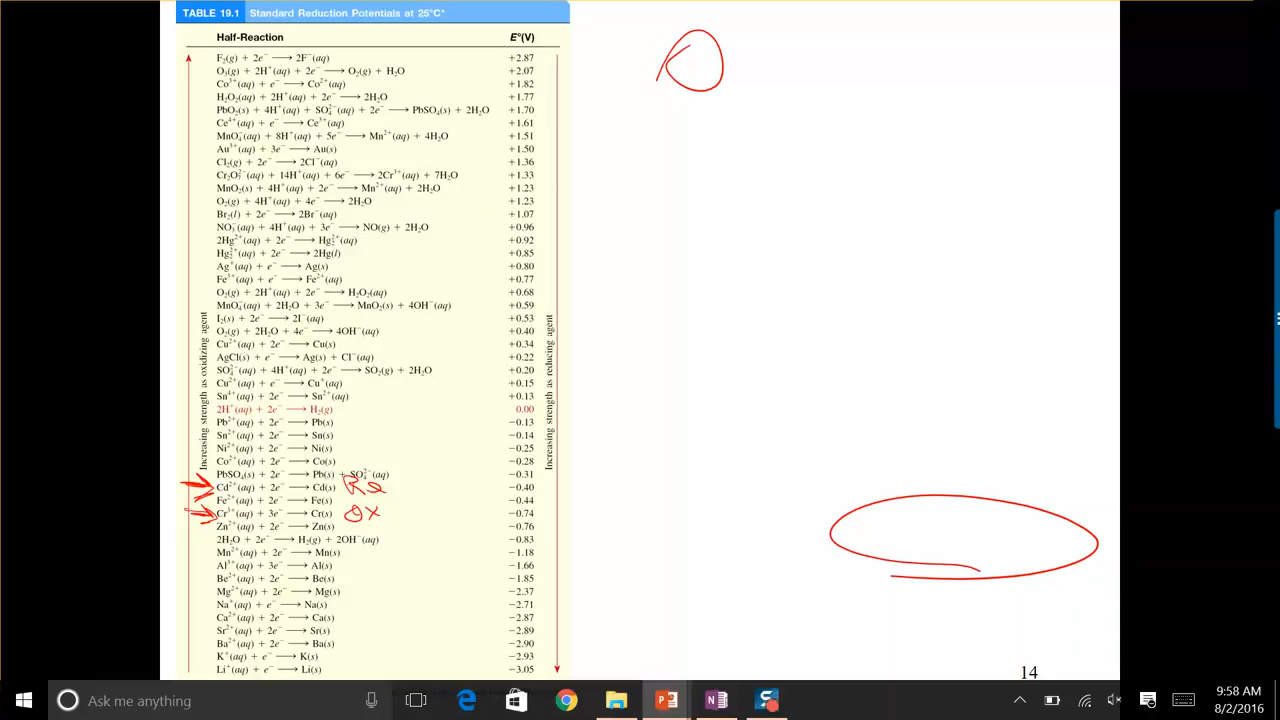 TABLE 19.1 Standard Reduction Potentials at 25°C*
Half-Reaction E°(V)
F₂(g) + 2e⁻ ⟶ 2F⁻(aq) +2.87
O₃(g) + 2H⁺(aq) + 2e⁻ ⟶ O₂(g) + H₂O +2.07
Co³⁺(aq) + e⁻ ⟶ Co²⁺(aq) +1.82
H₂O₂(aq) + 2H⁺(aq) + 2e⁻ ⟶ 2H₂O +1.77
PbO₂(s) + 4H⁺(aq) + SO₄²⁻(aq) + 2e⁻ ⟶ PbSO₄(s) + 2H₂O +1.70
Ce⁴⁺(aq) + e⁻ ⟶ Ce³⁺(aq) +1.61
MnO₄⁻(aq) + 8H⁺(aq) + 5e⁻ ⟶ Mn²⁺(aq) + 4H₂O +1.51
Au³⁺(aq) + 3e⁻ ⟶ Au(s) +1.50
Cl₂(g) + 2e⁻ ⟶ 2Cl⁻(aq) +1.36
Cr₂O₇²⁻(aq) + 14H⁺(aq) + 6e⁻ ⟶ 2Cr³⁺(aq) + 7H₂O +1.33
MnO₂(s) + 4H⁺(aq) + 2e⁻ ⟶ Mn²⁺(aq) + 2H₂O +1.23
O₂(g) + 4H⁺(aq) + 4e⁻ ⟶ 2H₂O +1.23
Br₂(l) + 2e⁻ ⟶ 2Br⁻(aq) +1.07
NO₃⁻(aq) + 4H⁺(aq) + 3e⁻ ⟶ NO(g) + 2H₂O +0.96
2Hg²⁺(aq) + 2e⁻ ⟶ Hg₂²⁺(aq) +0.92
Hg₂²⁺(aq) + 2e⁻ ⟶ 2Hg(l) +0.85
Ag⁺(aq) + e⁻ ⟶ Ag(s) +0.80
Fe³⁺(aq) + e⁻ ⟶ Fe²⁺(aq) +0.77
O₂(g) + 2H⁺(aq) + 2e⁻ ⟶ H₂O₂(aq) +0.68
MnO₄⁻(aq) + 2H₂O + 3e⁻ ⟶ MnO₂(s) + 4OH⁻(aq) +0.59
I₂(s) + 2e⁻ ⟶ 2I⁻(aq) +0.53
O₂(g) + 2H₂O + 4e⁻ ⟶ 4OH⁻(aq) +0.40
Cu²⁺(aq) + 2e⁻ ⟶ Cu(s) +0.34
AgCl(s) + e⁻ ⟶ Ag(s) + Cl⁻(aq) +0.22
SO₄²⁻(aq) + 4H⁺(aq) + 2e⁻ ⟶ SO₂(g) + 2H₂O +0.20
Cu²⁺(aq) + e⁻ ⟶ Cu⁺(aq) +0.15
Sn⁴⁺(aq) + 2e⁻ ⟶ Sn²⁺(aq) +0.13
2H⁺(aq) + 2e⁻ ⟶ H₂(g) 0.00
Pb²⁺(aq) + 2e⁻ ⟶ Pb(s) −0.13
Sn²⁺(aq) + 2e⁻ ⟶ Sn(s) −0.14
Ni²⁺(aq) + 2e⁻ ⟶ Ni(s) −0.25
Co²⁺(aq) + 2e⁻ ⟶ Co(s) −0.28
PbSO₄(s) + 2e⁻ ⟶ Pb(s) + SO₄²⁻(aq) −0.31
Cd²⁺(aq) + 2e⁻ ⟶ Cd(s) −0.40
Fe²⁺(aq) + 2e⁻ ⟶ Fe(s) −0.44
Cr³⁺(aq) + 3e⁻ ⟶ Cr(s) OX −0.74
Zn²⁺(aq) + 2e⁻ ⟶ Zn(s) −0.76
2H₂O + 2e⁻ ⟶ H₂(g) + 2OH⁻(aq) −0.83
Mn²⁺(aq) + 2e⁻ ⟶ Mn(s) −1.18
Al³⁺(aq) + 3e⁻ ⟶ Al(s) −1.66
Be²⁺(aq) + 2e⁻ ⟶ Be(s) −1.85
Mg²⁺(aq) + 2e⁻ ⟶ Mg(s) −2.37
Na⁺(aq) + e⁻ ⟶ Na(s) −2.71
Ca²⁺(aq) + 2e⁻ ⟶ Ca(s) −2.87
Sr²⁺(aq) + 2e⁻ ⟶ Sr(s) −2.89
Ba²⁺(aq) + 2e⁻ ⟶ Ba(s) −2.90
K⁺(aq) + e⁻ ⟶ K(s) −2.93
Li⁺(aq) + e⁻ ⟶ Li(s) −3.05
Increasing strength as oxidizing agent
Increasing strength as reducing agent
14
Ask me anything
9:58 AM
8/2/2016